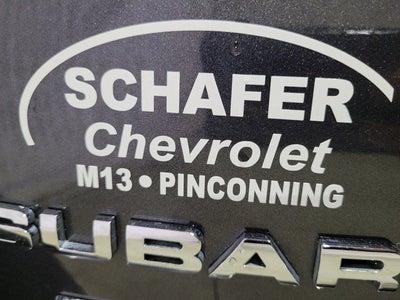 SCHAFER
Chevrolet
M13 • PINCONNING
SUBAR